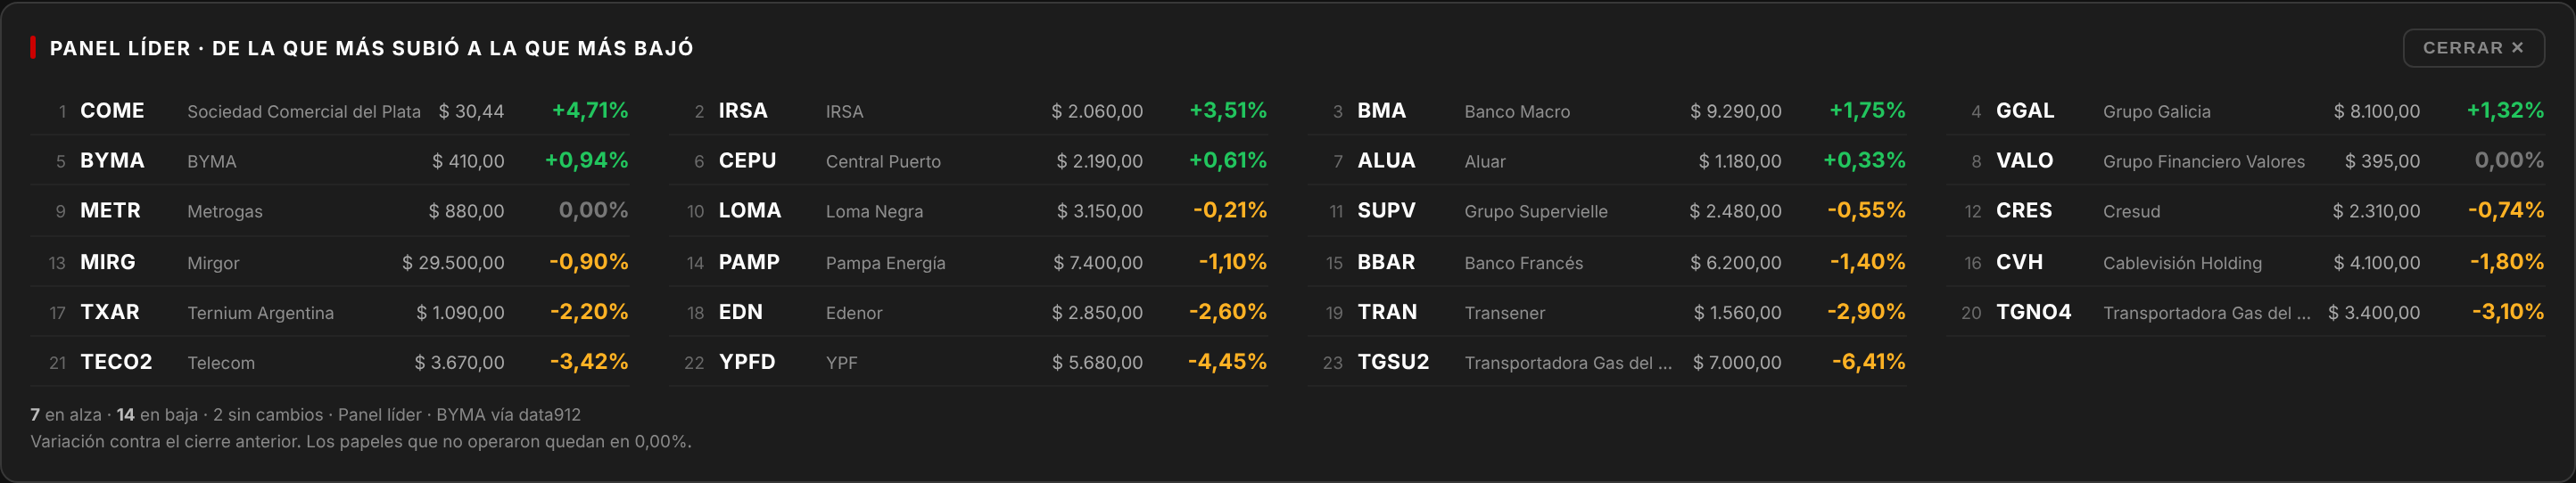 PANEL LÍDER · DE LA QUE MÁS SUBIÓ A LA QUE MÁS BAJÓ
CERRAR ✕
1 COME Sociedad Comercial del Plata $ 30,44 +4,71%
2 IRSA IRSA $ 2.060,00 +3,51%
3 BMA Banco Macro $ 9.290,00 +1,75%
4 GGAL Grupo Galicia $ 8.100,00 +1,32%
5 BYMA BYMA $ 410,00 +0,94%
6 CEPU Central Puerto $ 2.190,00 +0,61%
7 ALUA Aluar $ 1.180,00 +0,33%
8 VALO Grupo Financiero Valores $ 395,00 0,00%
9 METR Metrogas $ 880,00 0,00%
10 LOMA Loma Negra $ 3.150,00 -0,21%
11 SUPV Grupo Supervielle $ 2.480,00 -0,55%
12 CRES Cresud $ 2.310,00 -0,74%
13 MIRG Mirgor $ 29.500,00 -0,90%
14 PAMP Pampa Energía $ 7.400,00 -1,10%
15 BBAR Banco Francés $ 6.200,00 -1,40%
16 CVH Cablevisión Holding $ 4.100,00 -1,80%
17 TXAR Ternium Argentina $ 1.090,00 -2,20%
18 EDN Edenor $ 2.850,00 -2,60%
19 TRAN Transener $ 1.560,00 -2,90%
20 TGNO4 Transportadora Gas del ... $ 3.400,00 -3,10%
21 TECO2 Telecom $ 3.670,00 -3,42%
22 YPFD YPF $ 5.680,00 -4,45%
23 TGSU2 Transportadora Gas del ... $ 7.000,00 -6,41%
7 en alza · 14 en baja · 2 sin cambios · Panel líder · BYMA vía data912
Variación contra el cierre anterior. Los papeles que no operaron quedan en 0,00%.